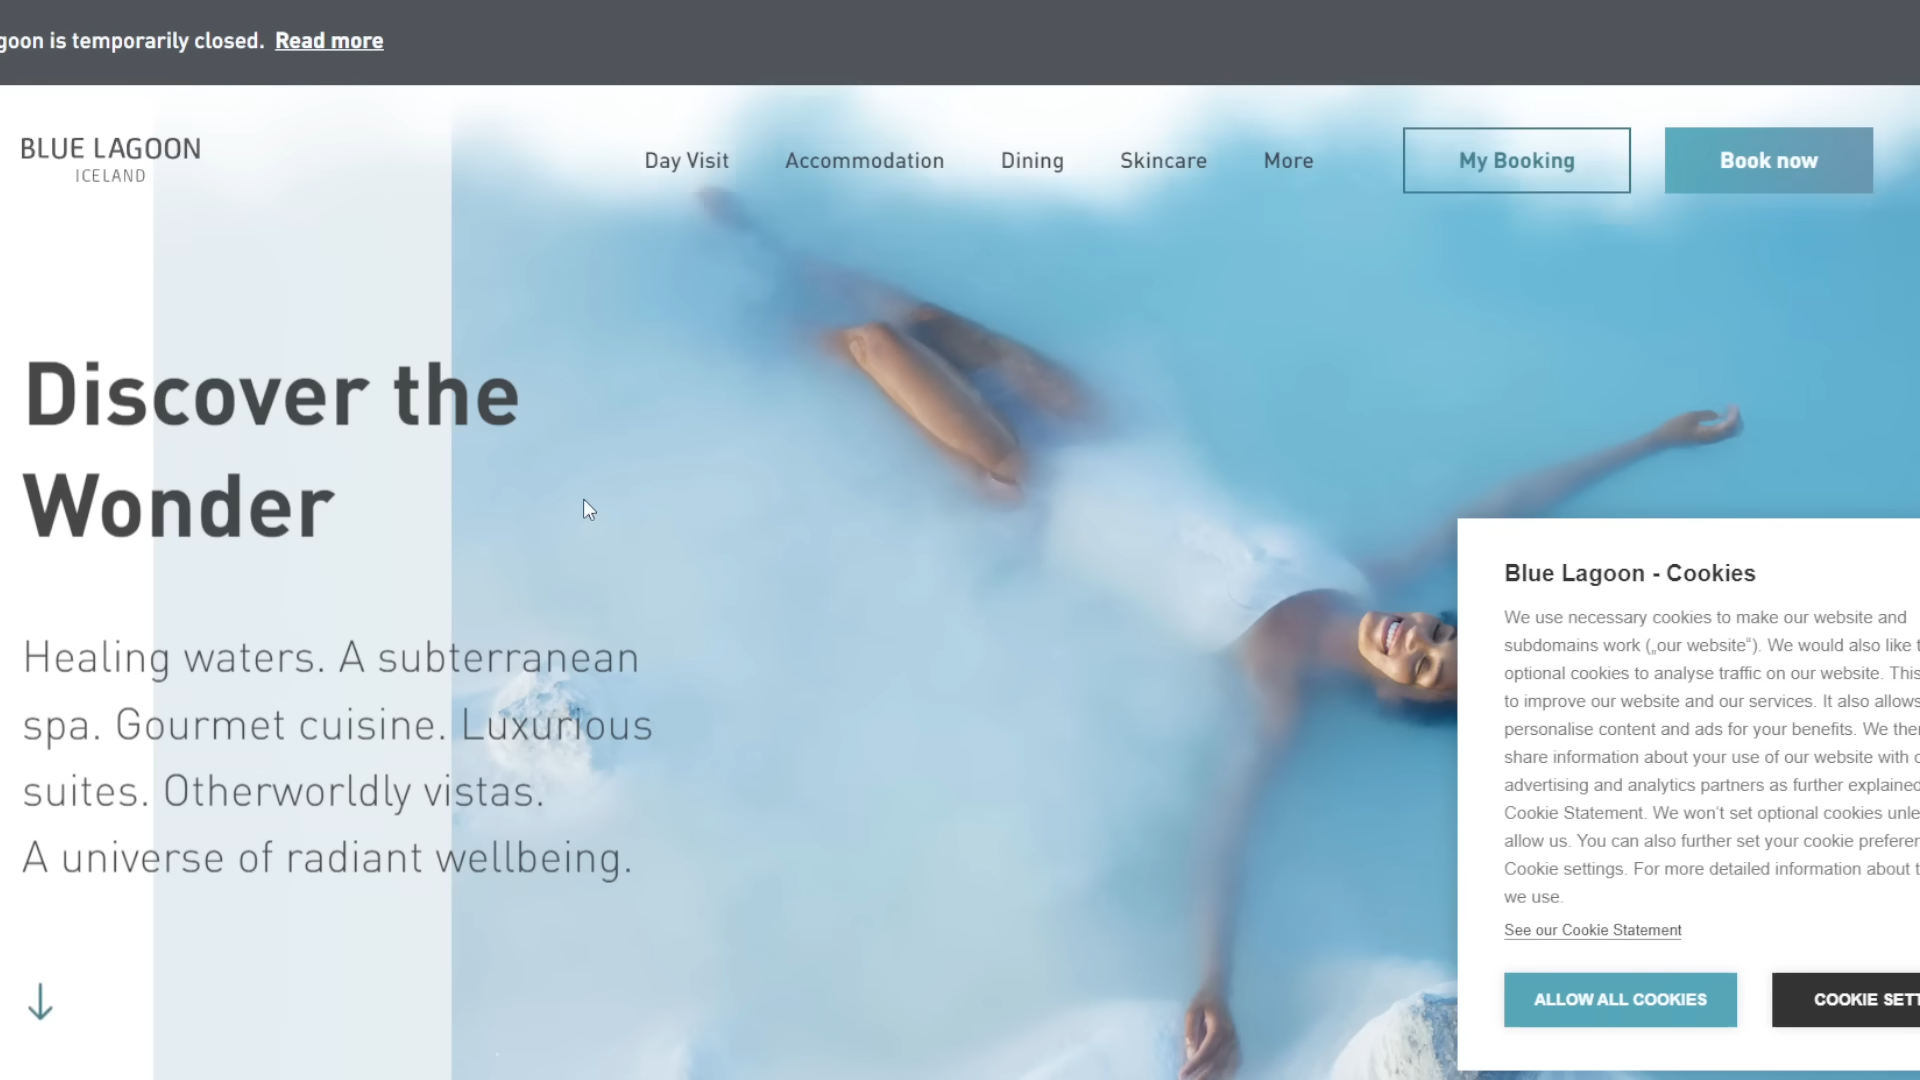 goon is temporarily closed. Read more
BLUE LAGOON
ICELAND
Day Visit Accommodation Dining Skincare More My Booking Book now
Discover the
Wonder
Healing waters. A subterranean
spa. Gourmet cuisine. Luxurious
suites. Otherworldly vistas.
A universe of radiant wellbeing.
Blue Lagoon - Cookies
We use necessary cookies to make our website and
subdomains work („our website“). We would also like t
optional cookies to analyse traffic on our website. This
to improve our website and our services. It also allows
personalise content and ads for your benefits. We ther
share information about your use of our website with o
advertising and analytics partners as further explained
Cookie Statement. We won't set optional cookies unle
allow us. You can also further set your cookie preferen
Cookie settings. For more detailed information about t
we use.
See our Cookie Statement
ALLOW ALL COOKIES COOKIE SETT